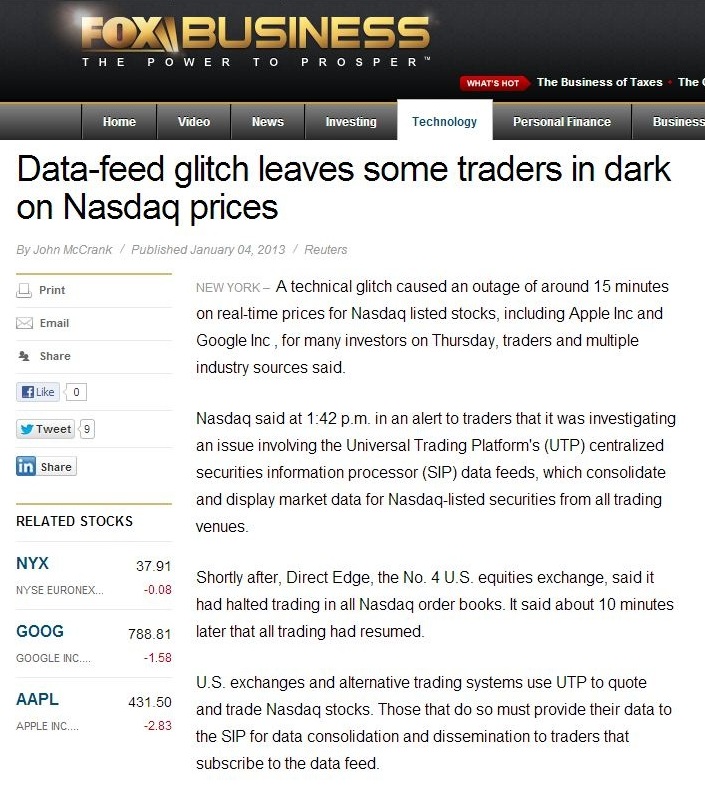 FOX BUSINESS
THE POWER TO PROSPER™
WHAT'S HOT The Business of Taxes • The
Home Video News Investing Technology Personal Finance Business
Data-feed glitch leaves some traders in dark
on Nasdaq prices
By John McCrank / Published January 04, 2013 / Reuters
Print
Email
Share
Like 0
Tweet 9
in Share
RELATED STOCKS
NYX 37.91
NYSE EURONEX... -0.08
GOOG 788.81
GOOGLE INC.... -1.58
AAPL 431.50
APPLE INC.... -2.83
NEW YORK – A technical glitch caused an outage of around 15 minutes
on real-time prices for Nasdaq listed stocks, including Apple Inc and
Google Inc , for many investors on Thursday, traders and multiple
industry sources said.
Nasdaq said at 1:42 p.m. in an alert to traders that it was investigating
an issue involving the Universal Trading Platform's (UTP) centralized
securities information processor (SIP) data feeds, which consolidate
and display market data for Nasdaq-listed securities from all trading
venues.
Shortly after, Direct Edge, the No. 4 U.S. equities exchange, said it
had halted trading in all Nasdaq order books. It said about 10 minutes
later that all trading had resumed.
U.S. exchanges and alternative trading systems use UTP to quote
and trade Nasdaq stocks. Those that do so must provide their data to
the SIP for data consolidation and dissemination to traders that
subscribe to the data feed.